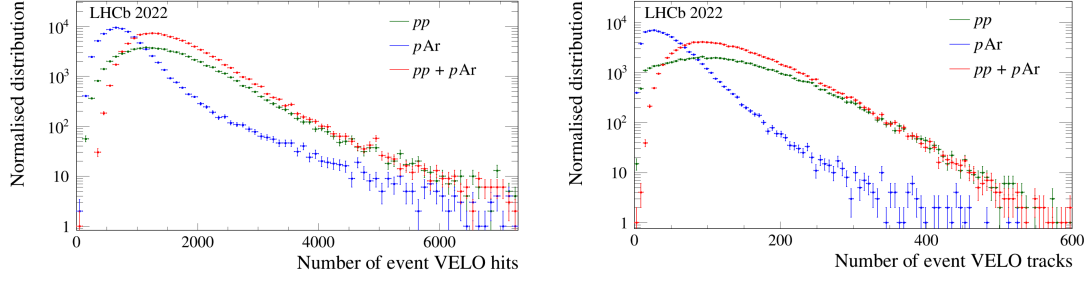 LHCb 2022
Normalised distribution
10⁴
10³
10²
10
1
pp
pAr
pp + pAr
0
2000
4000
6000
Number of event VELO hits
LHCb 2022
Normalised distribution
10⁴
10³
10²
10
1
pp
pAr
pp + pAr
0
200
400
600
Number of event VELO tracks